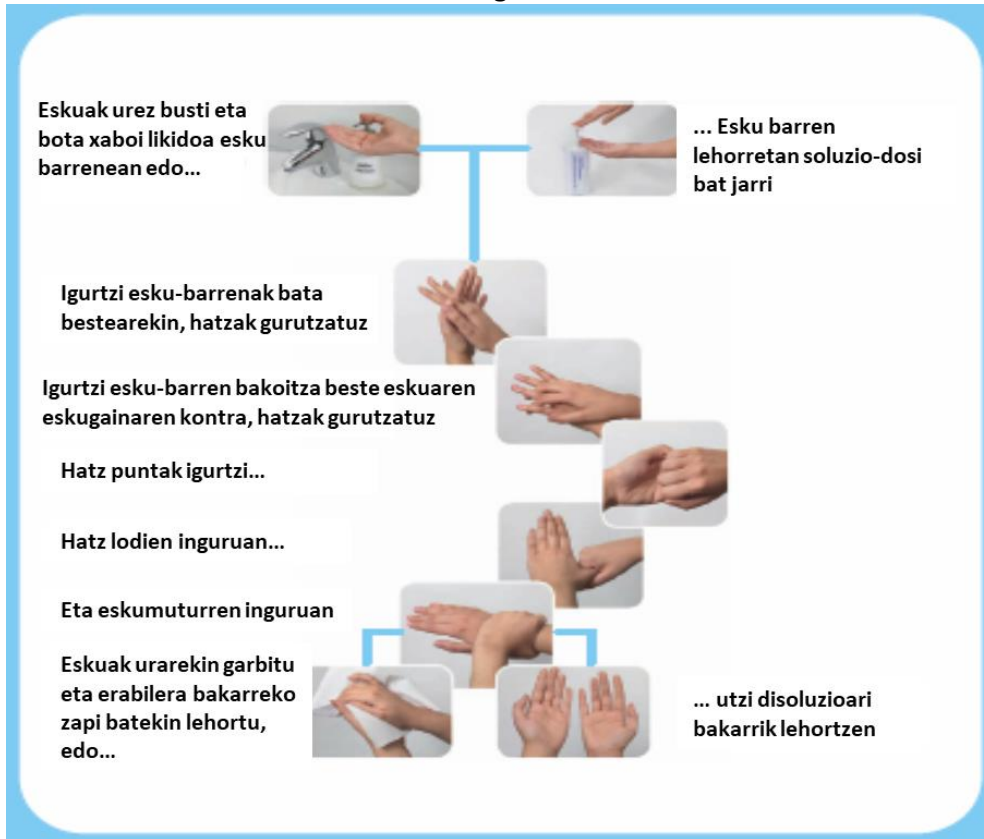 Eskuak urez busti eta
bota xaboi likidoa esku
barrenean edo...
... Esku barren
lehorretan soluzio-dosi
bat jarri
Igurtzi esku-barrenak bata
bestearekin, hatzak gurutzatuz
Igurtzi esku-barren bakoitza beste eskuaren
eskugainaren kontra, hatzak gurutzatuz
Hatz puntak igurtzi...
Hatz lodien inguruan...
Eta eskumuturren inguruan
Eskuak urarekin garbitu
eta erabilera bakarreko
zapi batekin lehortu,
edo...
... utzi disoluzioari
bakarrik lehortzen